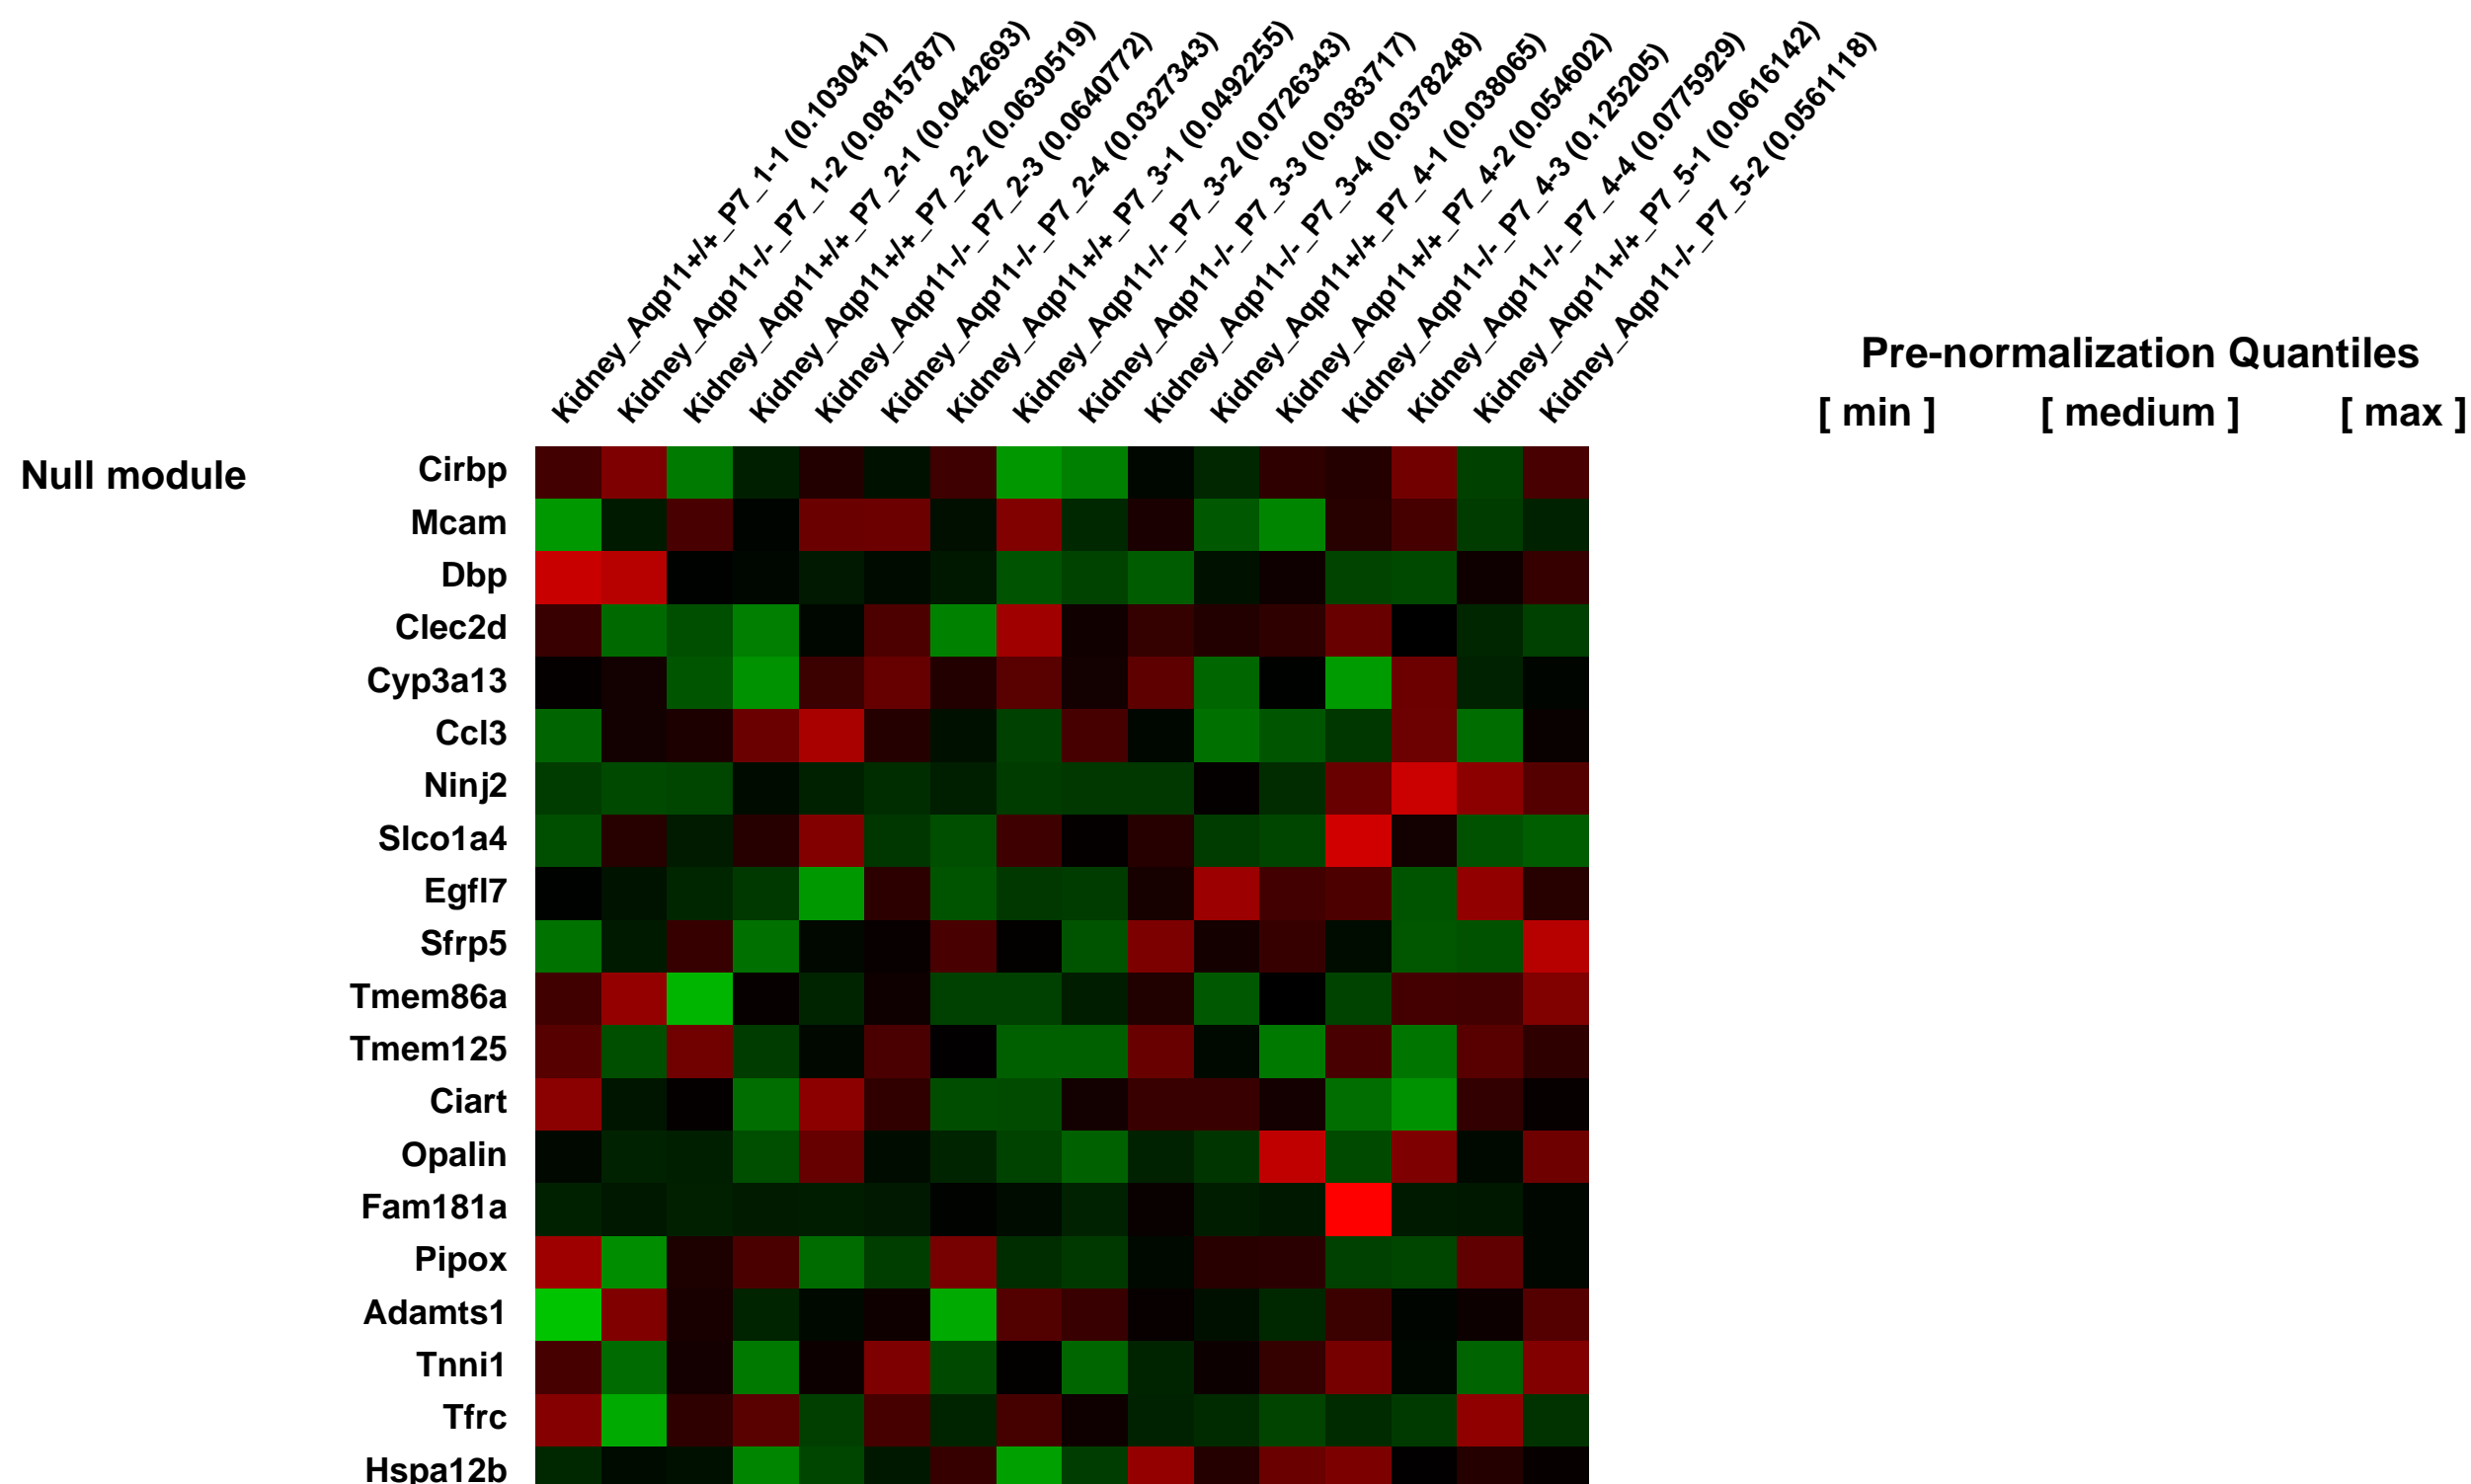 Kidney_Aqp11+/+_P7_1-1 (0.103041)
Kidney_Aqp11-/-_P7_1-2 (0.0815787)
Kidney_Aqp11+/+_P7_2-1 (0.0442693)
Kidney_Aqp11+/+_P7_2-2 (0.0630519)
Kidney_Aqp11-/-_P7_2-3 (0.0640772)
Kidney_Aqp11-/-_P7_2-4 (0.0327343)
Kidney_Aqp11+/+_P7_3-1 (0.0492255)
Kidney_Aqp11-/-_P7_3-2 (0.0726343)
Kidney_Aqp11-/-_P7_3-3 (0.0383717)
Kidney_Aqp11-/-_P7_3-4 (0.0378248)
Kidney_Aqp11+/+_P7_4-1 (0.038065)
Kidney_Aqp11+/+_P7_4-2 (0.054602)
Kidney_Aqp11-/-_P7_4-3 (0.125205)
Kidney_Aqp11-/-_P7_4-4 (0.0775929)
Kidney_Aqp11+/+_P7_5-1 (0.0616142)
Kidney_Aqp11-/-_P7_5-2 (0.0561118)
Pre-normalization Quantiles
[ min ] [ medium ] [ max ]
Null module
Cirbp
Mcam
Dbp
Clec2d
Cyp3a13
Ccl3
Ninj2
Slco1a4
Egfl7
Sfrp5
Tmem86a
Tmem125
Ciart
Opalin
Fam181a
Pipox
Adamts1
Tnni1
Tfrc
Hspa12b